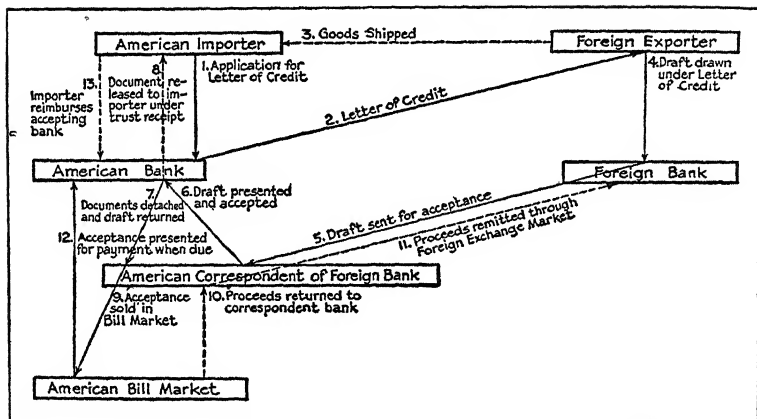 3. Goods Shipped
American Importer
Foreign Exporter
13.
Importer
reimburses
accepting
bank
8.
Document re-
leased to im-
porter under
trust receipt
1. Application for
Letter of Credit
2. Letter of Credit
4. Draft drawn
under Letter
of Credit
American Bank
Foreign Bank
7.
Documents detached
and draft returned
6. Draft presented
and accepted
5. Draft sent for acceptance
11. Proceeds remitted through
Foreign Exchange Market
12.
Acceptance presented
for payment when due
American Correspondent of Foreign Bank
9. Acceptance
sold in
Bill Market
10. Proceeds returned to
correspondent bank
American Bill Market